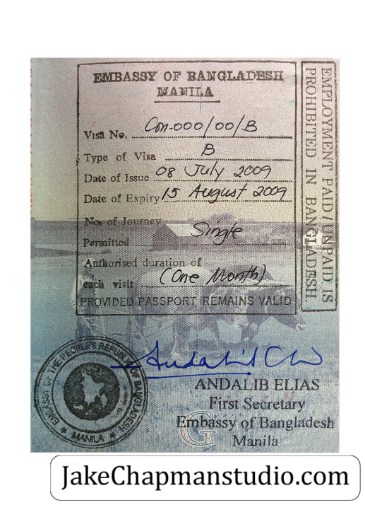 EMBASSY OF BANGLADESH
MANILA
Visa No. Con-000/00/B
Type of Visa B
Date of Issue 08 July 2009
Date of Expiry 15 August 2009
No. of Journey
Permitted Single
Authorised duration of
each visit (One Month)
PROVIDED PASSPORT REMAINS VALID
EMPLOYMENT PAID/UNPAID IS
PROHIBITED IN BANGLADESH
EMBASSY OF THE PEOPLE'S REPUBLIC OF BANGLADESH
MANILA
ANDALIB ELIAS
First Secretary
Embassy of Bangladesh
Manila
G
JakeChapmanstudio.com